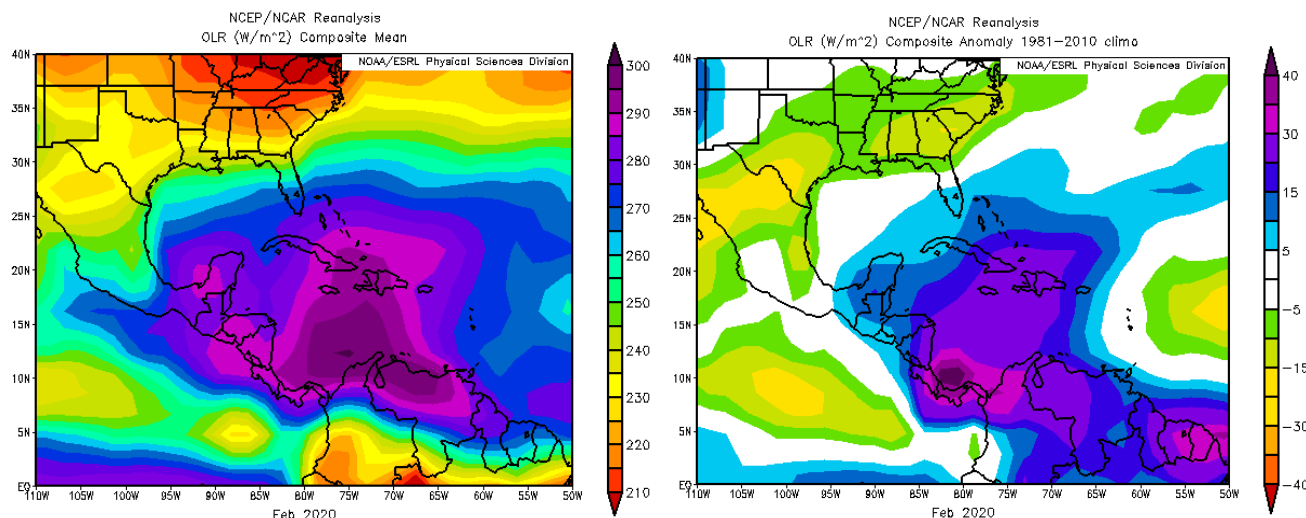 NCEP/NCAR Reanalysis
OLR (W/m^2) Composite Mean
NOAA/ESRL Physical Sciences Division
40N
35N
30N
25N
20N
15N
10N
5N
EQ
110W 105W 100W 95W 90W 85W 80W 75W 70W 65W 60W 55W 50W
Feb 2020
300
290
280
270
260
250
240
230
220
210
NCEP/NCAR Reanalysis
OLR (W/m^2) Composite Anomaly 1981-2010 climo
NOAA/ESRL Physical Sciences Division
40N
35N
30N
25N
20N
15N
10N
5N
EQ
110W 105W 100W 95W 90W 85W 80W 75W 70W 65W 60W 55W 50W
Feb 2020
40
30
15
5
-5
-15
-30
-40